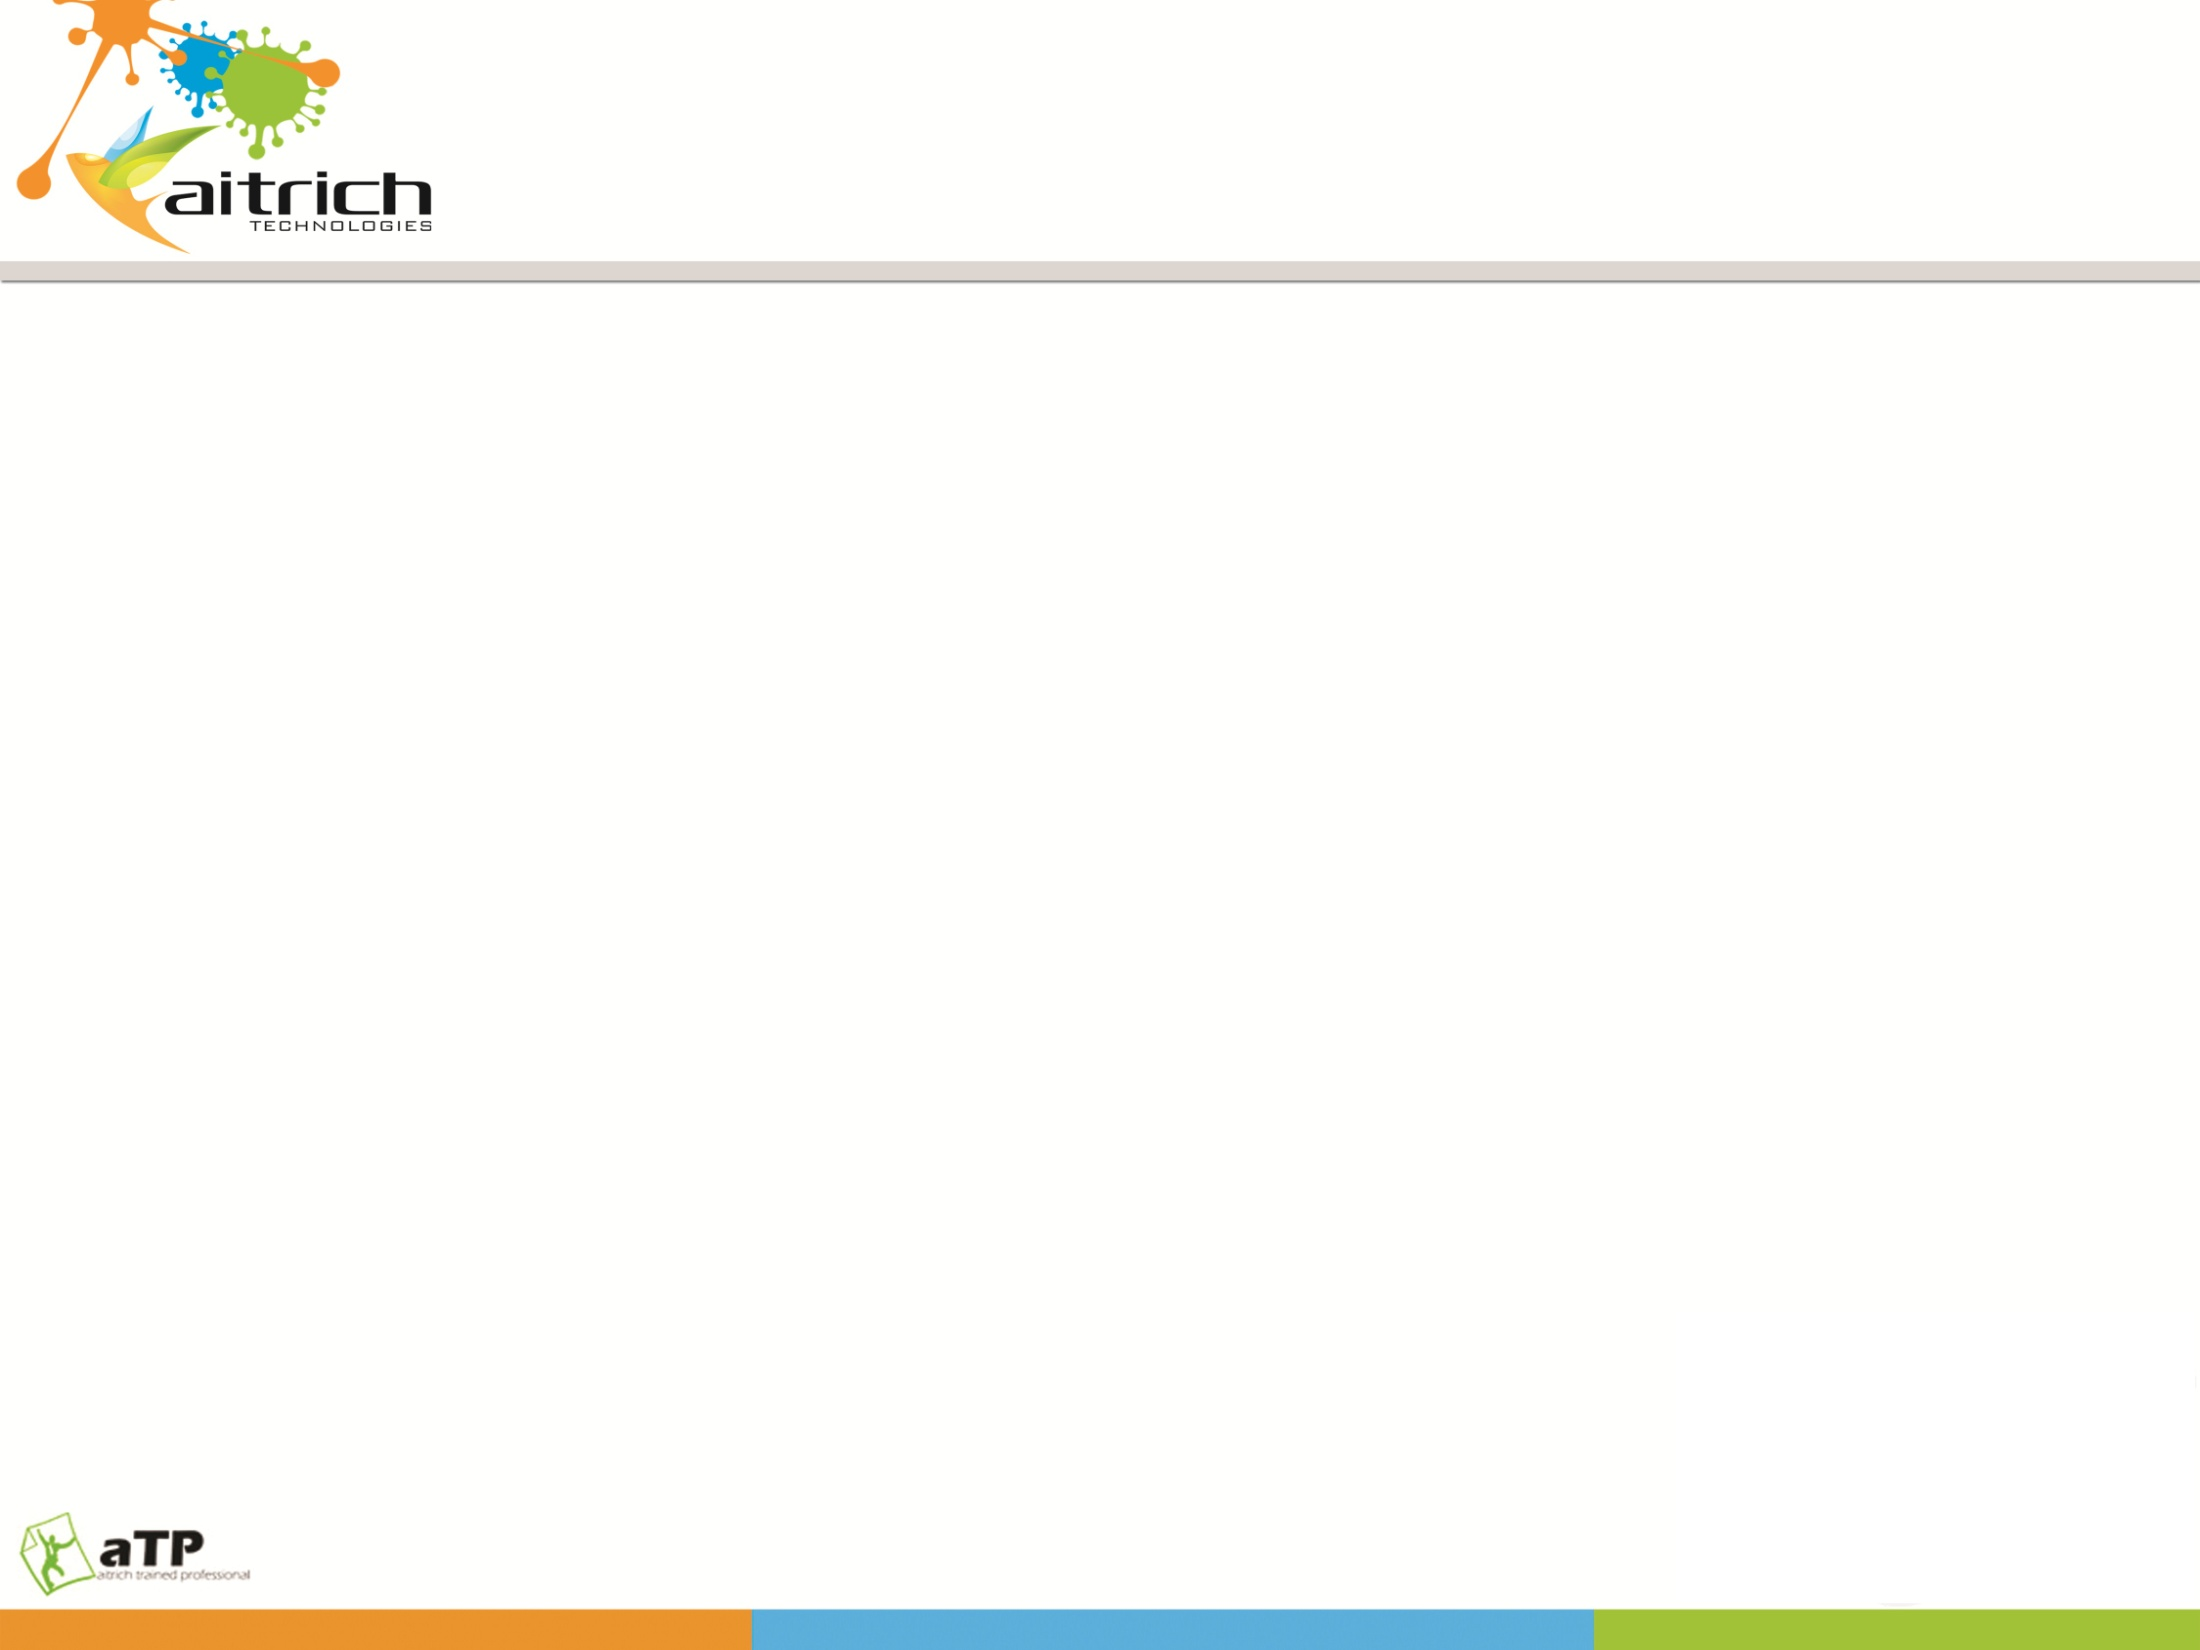 aitrich
TECHNOLOGIES
aTP
aitrich trained professional